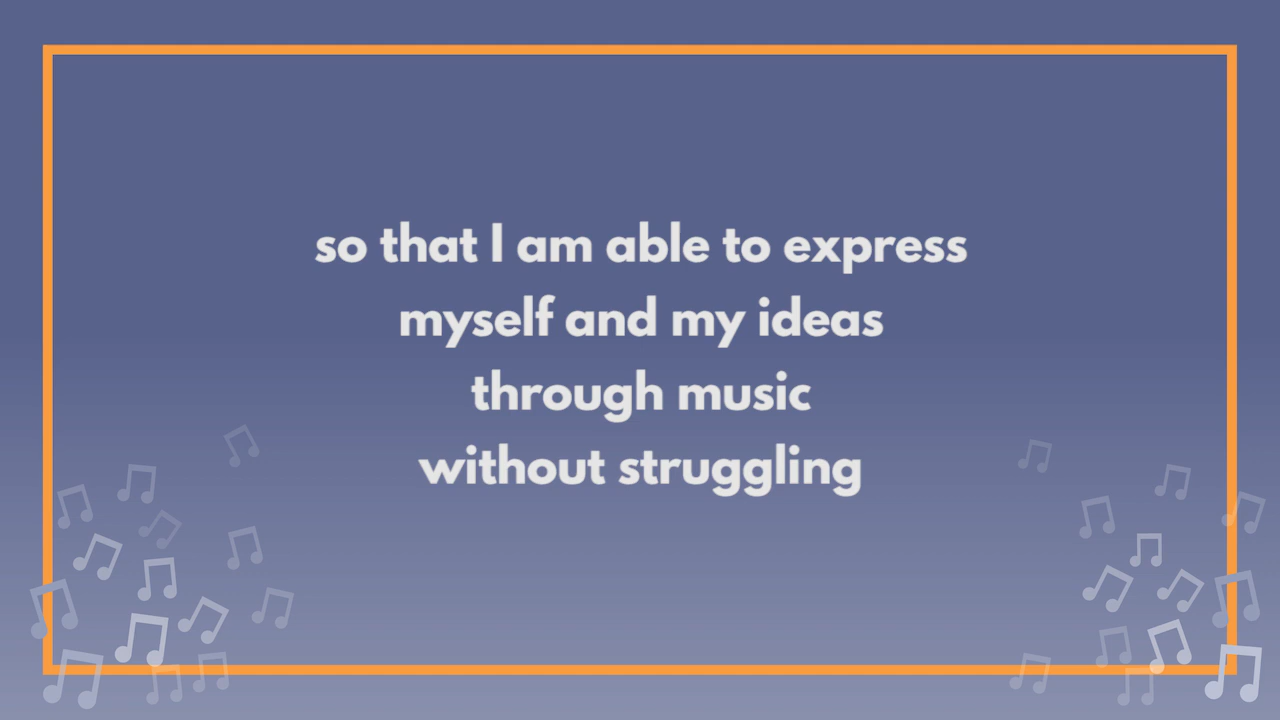 so that I am able to express
myself and my ideas
through music
without struggling